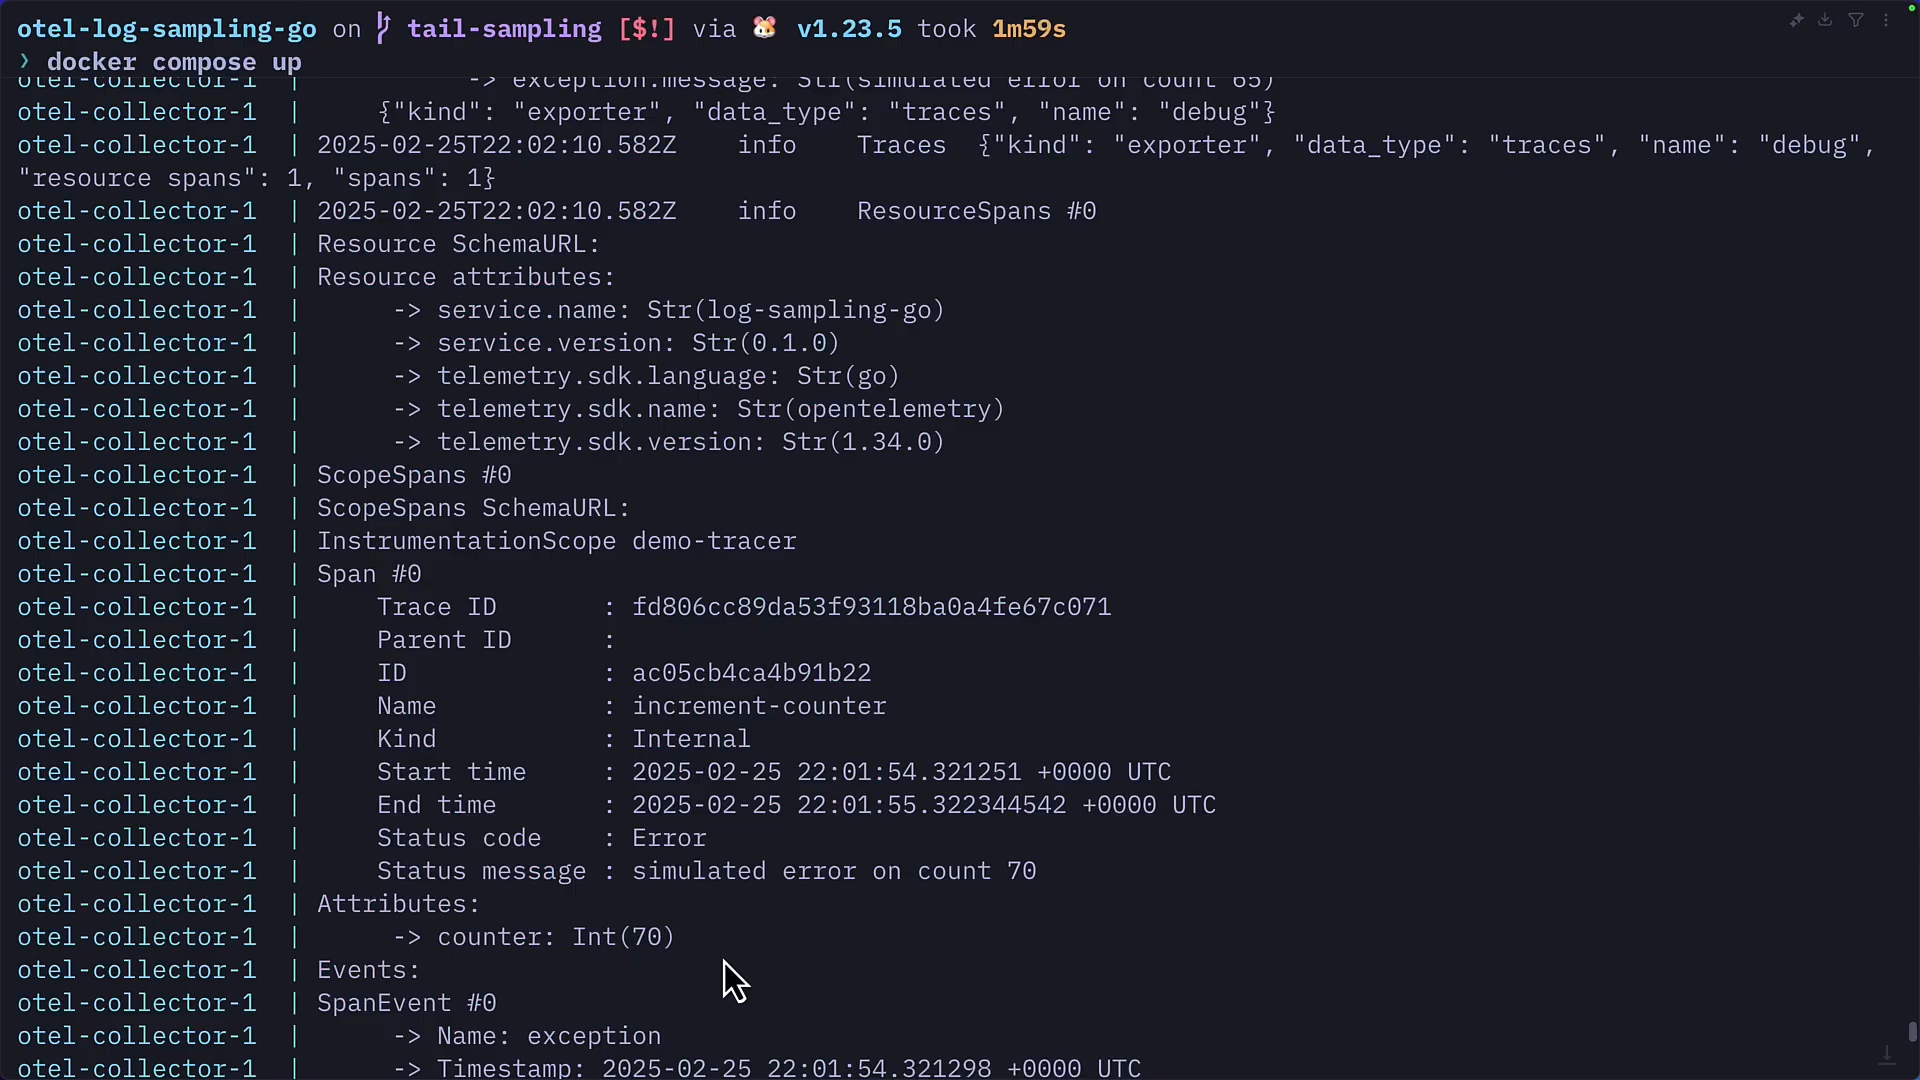 otel-log-sampling-go on tail-sampling [$!] via 🐹 v1.23.5 took 1m59s
❯ docker compose up
otel-collector-1  |          -> exception.message: Str(simulated error on count 65)
otel-collector-1  |     {"kind": "exporter", "data_type": "traces", "name": "debug"}
otel-collector-1  | 2025-02-25T22:02:10.582Z    info    Traces  {"kind": "exporter", "data_type": "traces", "name": "debug",
"resource spans": 1, "spans": 1}
otel-collector-1  | 2025-02-25T22:02:10.582Z    info    ResourceSpans #0
otel-collector-1  | Resource SchemaURL:
otel-collector-1  | Resource attributes:
otel-collector-1  |      -> service.name: Str(log-sampling-go)
otel-collector-1  |      -> service.version: Str(0.1.0)
otel-collector-1  |      -> telemetry.sdk.language: Str(go)
otel-collector-1  |      -> telemetry.sdk.name: Str(opentelemetry)
otel-collector-1  |      -> telemetry.sdk.version: Str(1.34.0)
otel-collector-1  | ScopeSpans #0
otel-collector-1  | ScopeSpans SchemaURL:
otel-collector-1  | InstrumentationScope demo-tracer
otel-collector-1  | Span #0
otel-collector-1  |     Trace ID       : fd806cc89da53f93118ba0a4fe67c071
otel-collector-1  |     Parent ID      :
otel-collector-1  |     ID             : ac05cb4ca4b91b22
otel-collector-1  |     Name           : increment-counter
otel-collector-1  |     Kind           : Internal
otel-collector-1  |     Start time     : 2025-02-25 22:01:54.321251 +0000 UTC
otel-collector-1  |     End time       : 2025-02-25 22:01:55.322344542 +0000 UTC
otel-collector-1  |     Status code    : Error
otel-collector-1  |     Status message : simulated error on count 70
otel-collector-1  | Attributes:
otel-collector-1  |      -> counter: Int(70)
otel-collector-1  | Events:
otel-collector-1  | SpanEvent #0
otel-collector-1  |      -> Name: exception
otel-collector-1  |      -> Timestamp: 2025-02-25 22:01:54.321298 +0000 UTC